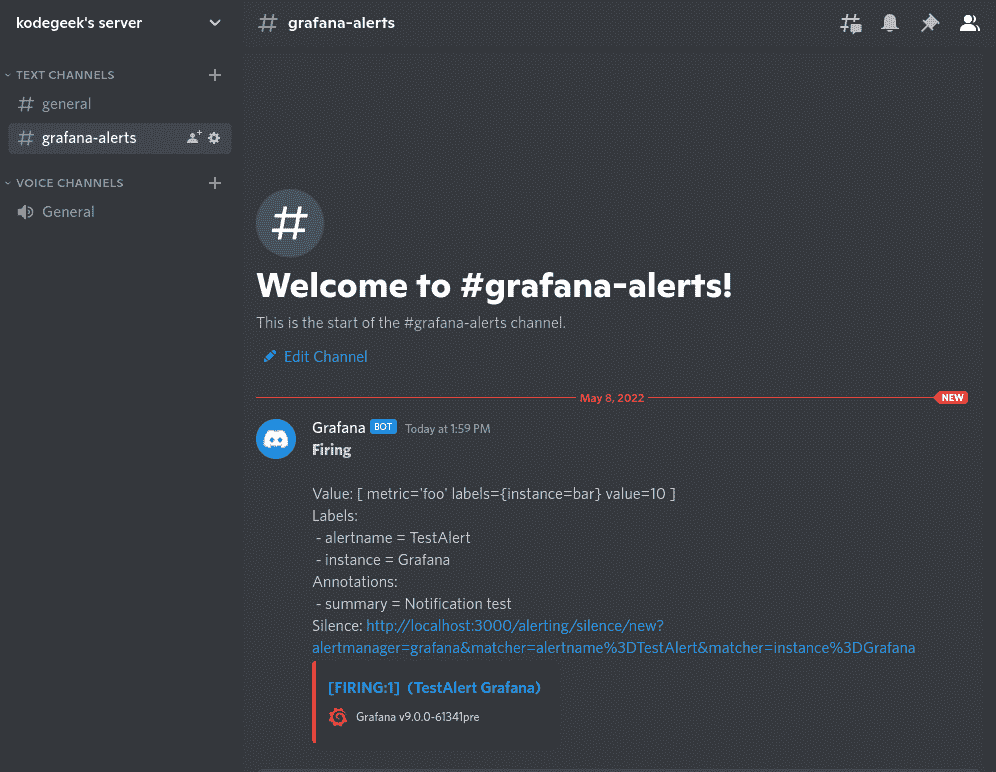 kodegeek's server
TEXT CHANNELS
general
grafana-alerts
VOICE CHANNELS
General
# grafana-alerts
#
Welcome to #grafana-alerts!
This is the start of the #grafana-alerts channel.
Edit Channel
May 8, 2022 NEW
Grafana BOT Today at 1:59 PM
Firing
Value: [ metric='foo' labels={instance=bar} value=10 ]
Labels:
- alertname = TestAlert
- instance = Grafana
Annotations:
- summary = Notification test
Silence: http://localhost:3000/alerting/silence/new?
alertmanager=grafana&matcher=alertname%3DTestAlert&matcher=instance%3DGrafana
[FIRING:1] (TestAlert Grafana)
Grafana v9.0.0-61341pre